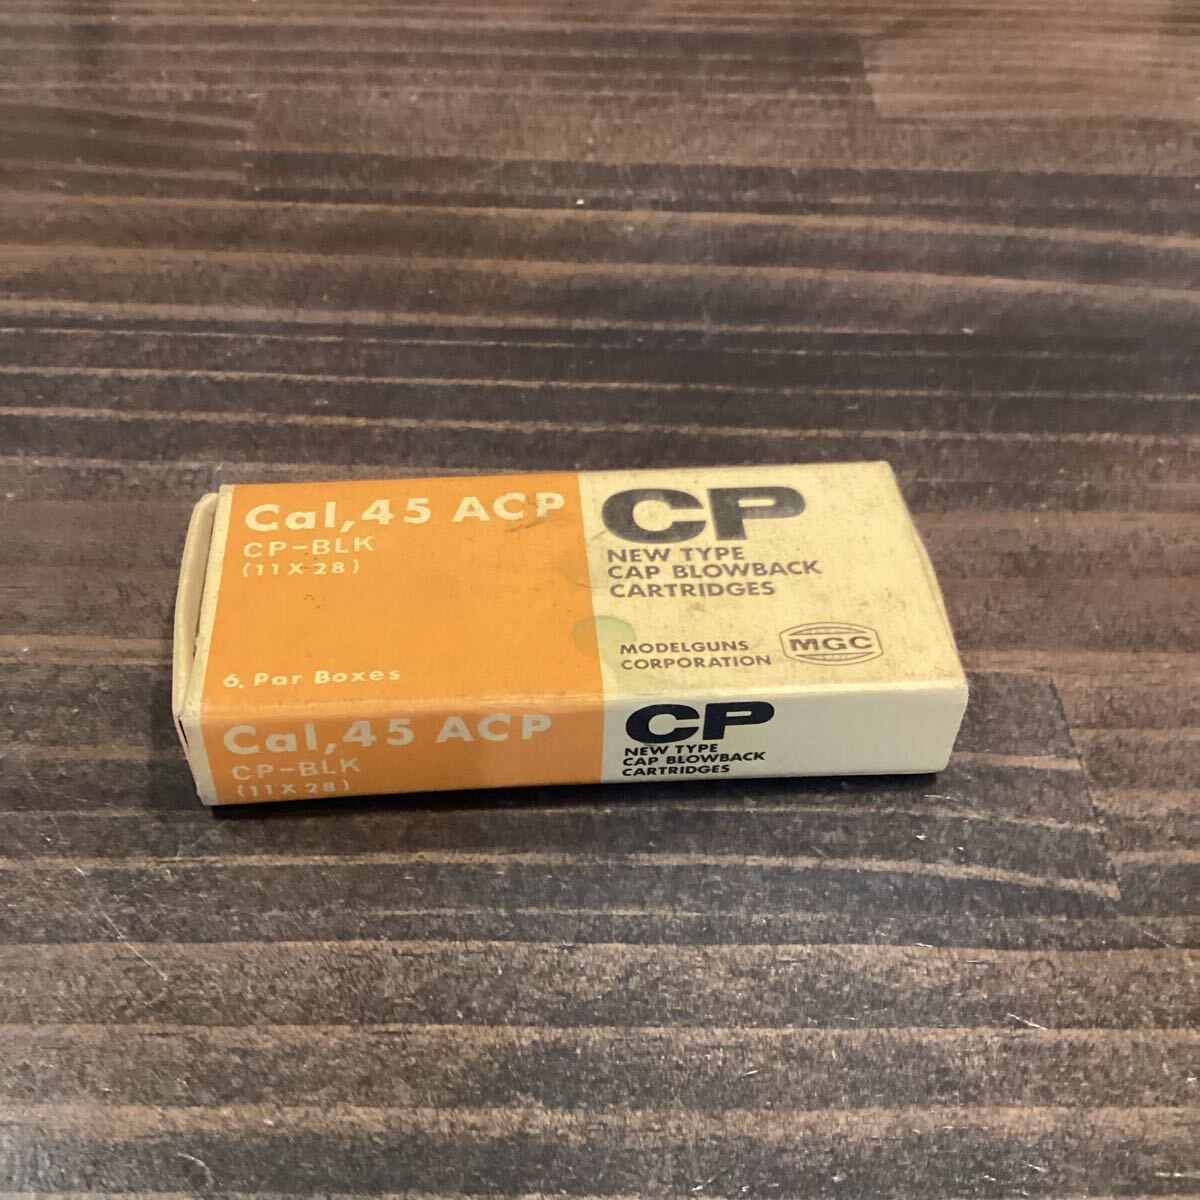 Cal,45 ACP
CP-BLK
(11X28)
6, Par Boxes
CP
NEW TYPE
CAP BLOWBACK
CARTRIDGES
MODELGUNS
CORPORATION
MGC
Cal,45 ACP
CP-BLK
(11X28)
CP
NEW TYPE
CAP BLOWBACK
CARTRIDGES